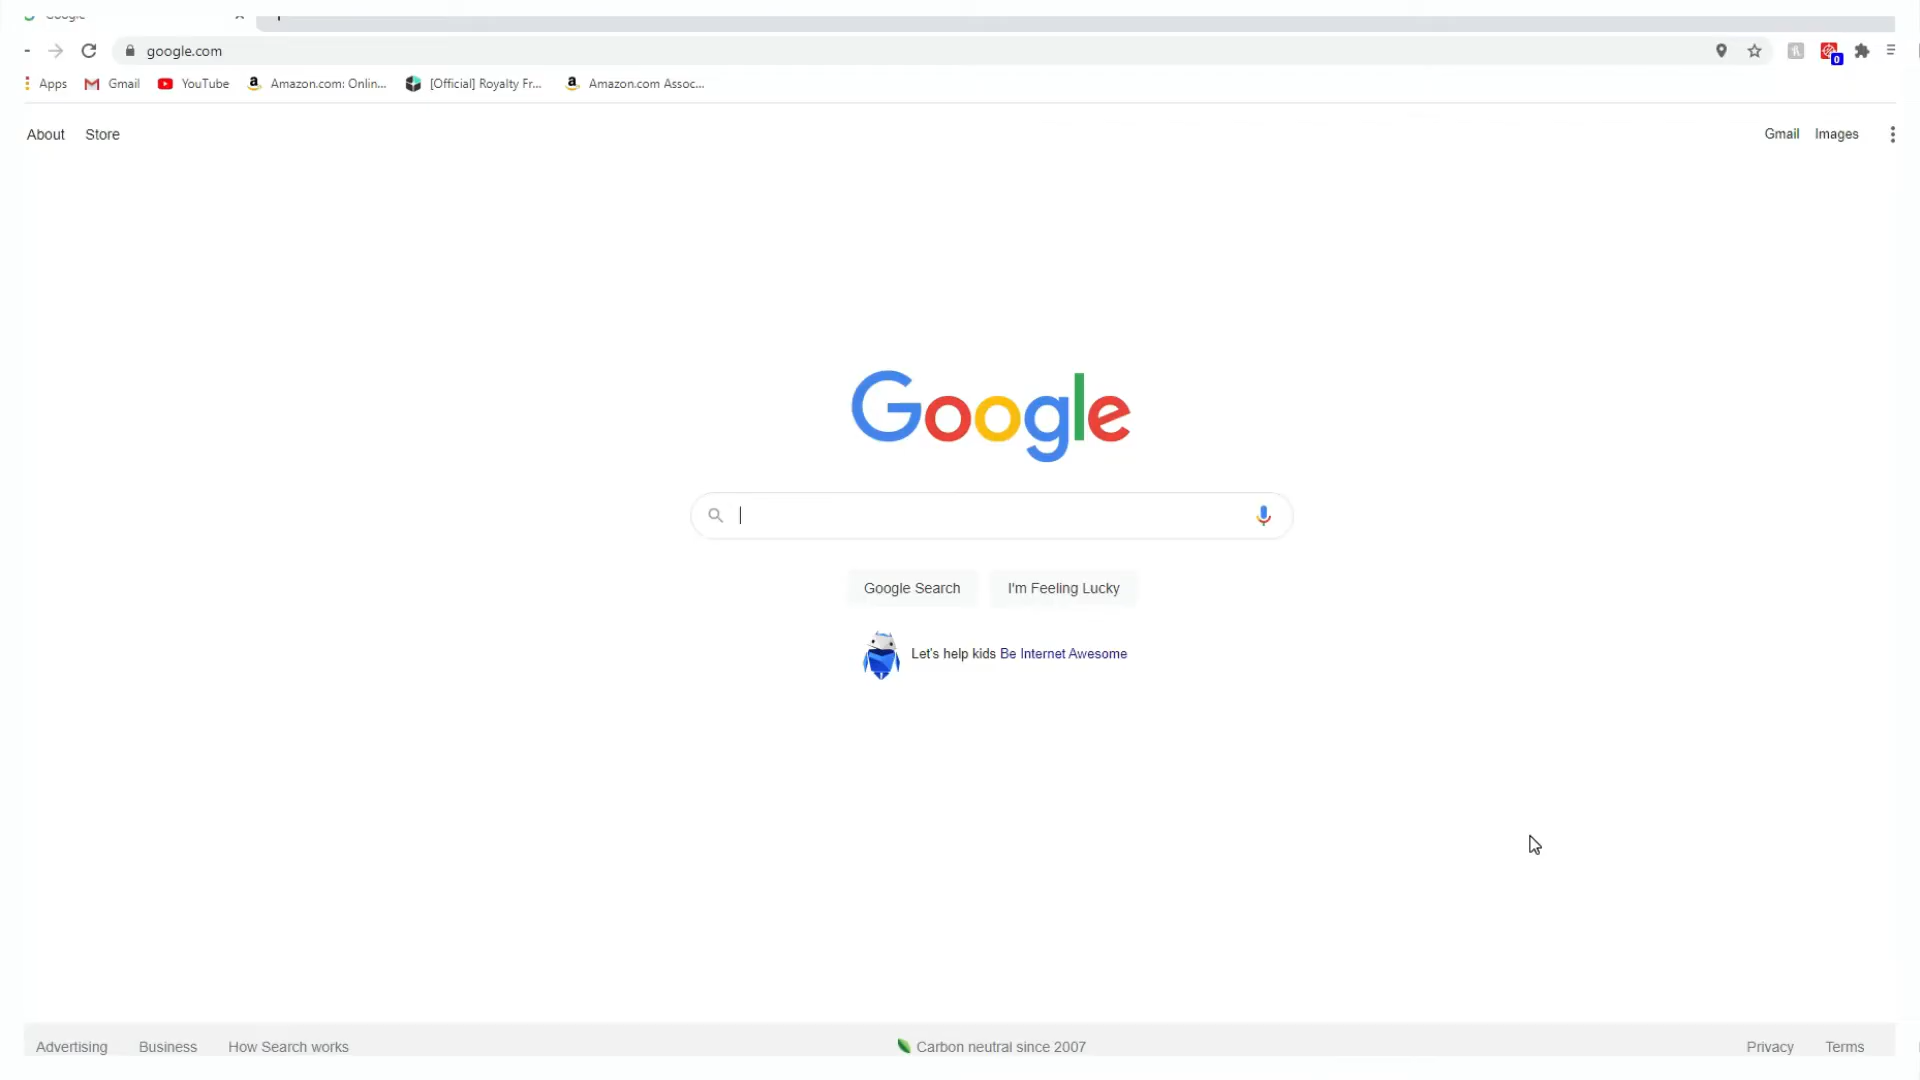 Google
google.com
Apps Gmail YouTube Amazon.com: Onlin... [Official] Royalty Fr... Amazon.com Assoc...
About Store Gmail Images
Google
Google Search I'm Feeling Lucky
Let's help kids Be Internet Awesome
Advertising Business How Search works Carbon neutral since 2007 Privacy Terms